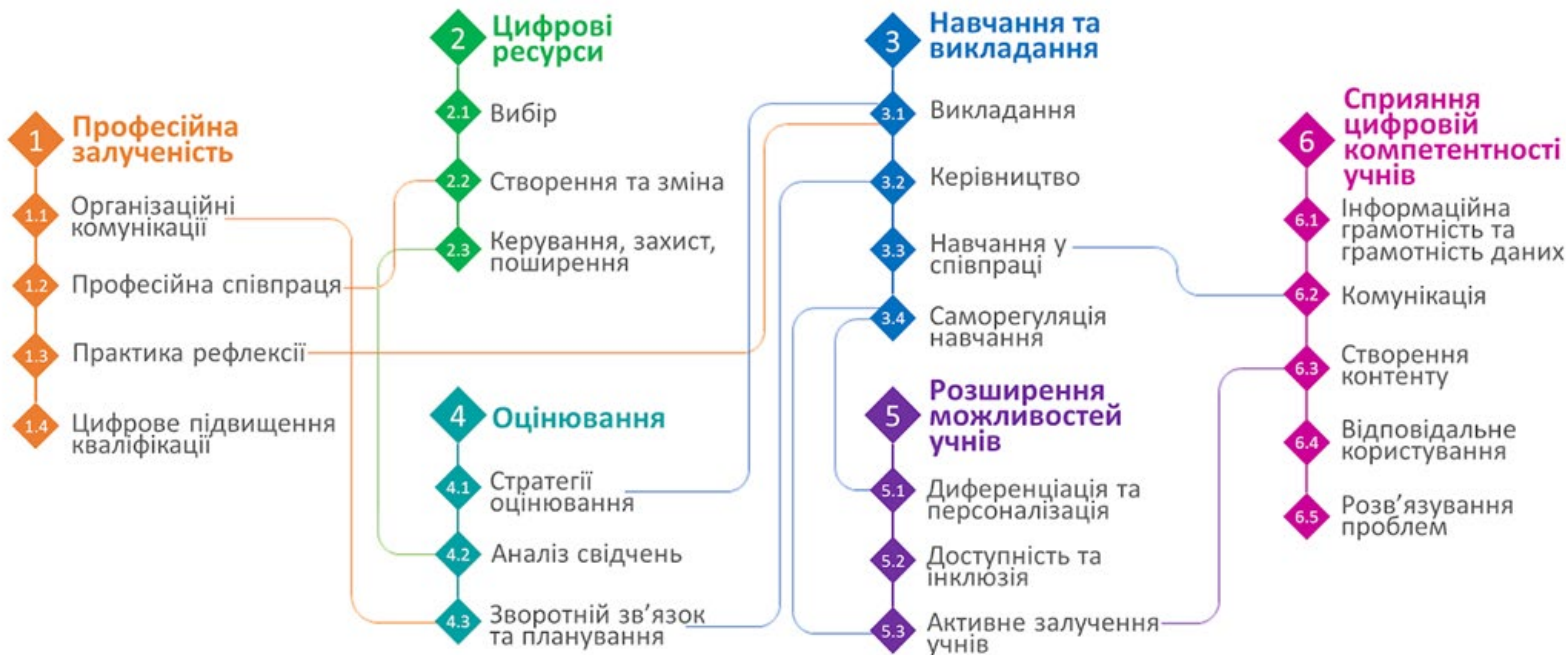 1
Професійна
залученість
1.1
Організаційні
комунікації
1.2
Професійна співпраця
1.3
Практика рефлексії
1.4
Цифрове підвищення
кваліфікації
2
Цифрові
ресурси
2.1
Вибір
2.2
Створення та зміна
2.3
Керування, захист,
поширення
3
Навчання та
викладання
3.1
Викладання
3.2
Керівництво
3.3
Навчання у
співпраці
3.4
Саморегуляція
навчання
4
Оцінювання
4.1
Стратегії
оцінювання
4.2
Аналіз свідчень
4.3
Зворотній зв’язок
та планування
5
Розширення
можливостей
учнів
5.1
Диференціація та
персоналізація
5.2
Доступність та
інклюзія
5.3
Активне залучення
учнів
6
Сприяння
цифровій
компетентності
учнів
6.1
Інформаційна
грамотність та
грамотність даних
6.2
Комунікація
6.3
Створення
контенту
6.4
Відповідальне
користування
6.5
Розв’язування
проблем